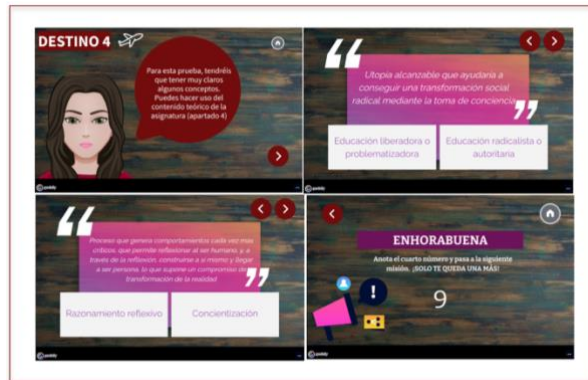 DESTINO 4
Para esta prueba, tendréis
que tener muy claros
algunos conceptos.
Puedes hacer uso del
contenido teórico de la
asignatura (apartado 4)
Utopía alcanzable que ayudaría a
conseguir una transformación social
radical mediante la toma de conciencia
Educación liberadora o
problematizadora
Educación radicalista o
autoritaria
Proceso que genera comportamientos cada vez más
críticos, que permite reflexionar al ser humano, y, a
través de la reflexión, construirse a sí mismo y llegar
a ser persona, lo que supone un compromiso de
transformación de la realidad
Razonamiento reflexivo
Concientización
ENHORABUENA
Anota el cuarto número y pasa a la siguiente
misión. ¡SOLO TE QUEDA UNA MÁS!
9